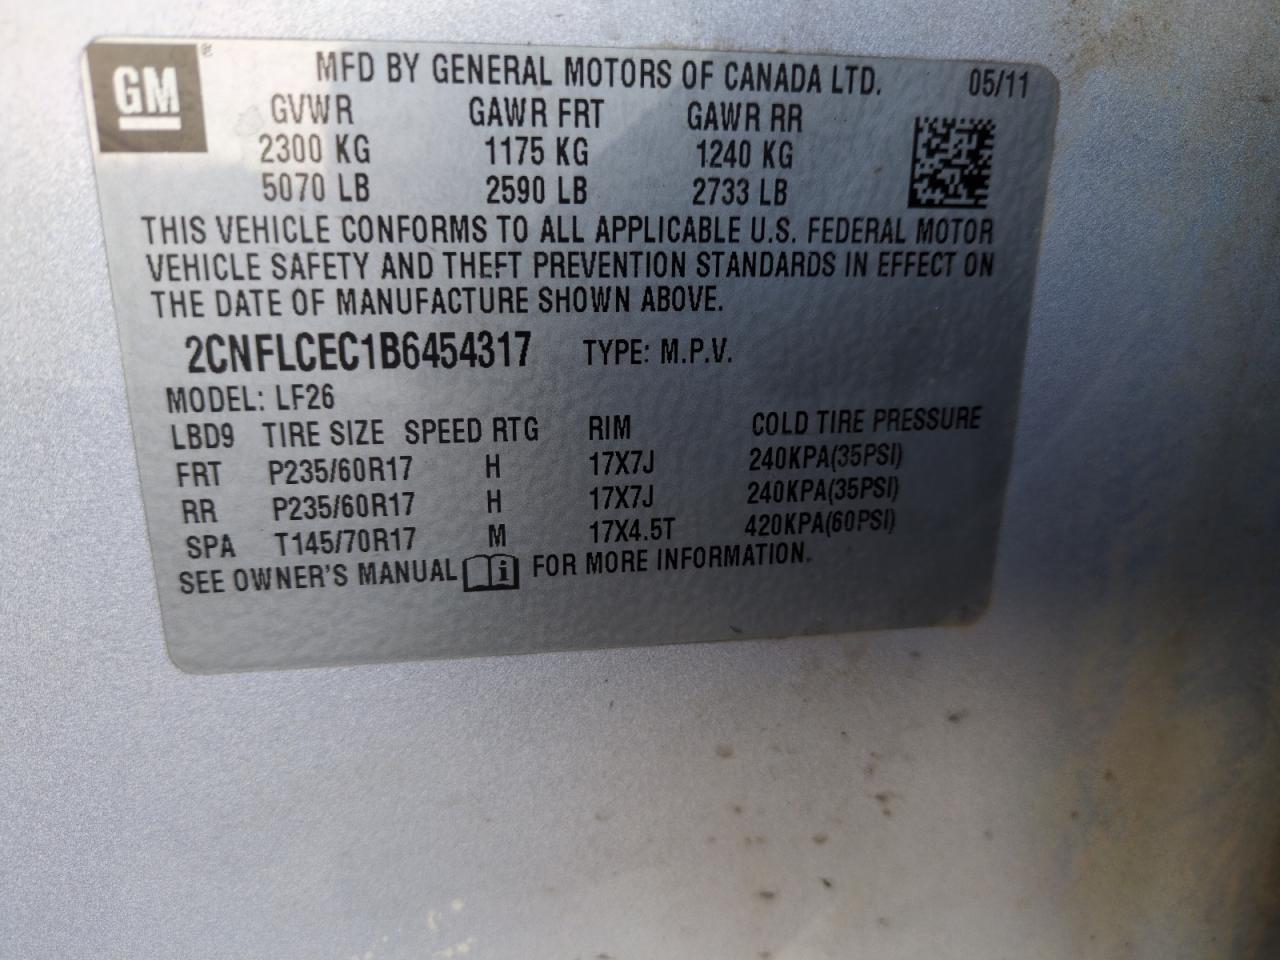 GM ® MFD BY GENERAL MOTORS OF CANADA LTD. 05/11
GVWR GAWR FRT GAWR RR
2300 KG 1175 KG 1240 KG
5070 LB 2590 LB 2733 LB
THIS VEHICLE CONFORMS TO ALL APPLICABLE U.S. FEDERAL MOTOR
VEHICLE SAFETY AND THEFT PREVENTION STANDARDS IN EFFECT ON
THE DATE OF MANUFACTURE SHOWN ABOVE.
2CNFLCEC1B6454317 TYPE: M.P.V.
MODEL: LF26
LBD9 TIRE SIZE SPEED RTG RIM COLD TIRE PRESSURE
FRT P235/60R17 H 17X7J 240KPA(35PSI)
RR P235/60R17 H 17X7J 240KPA(35PSI)
SPA T145/70R17 M 17X4.5T 420KPA(60PSI)
SEE OWNER'S MANUAL i FOR MORE INFORMATION.